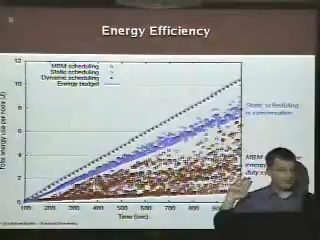 Energy Efficiency
MBM scheduling
Static scheduling
Dynamic scheduling
Energy budget
Total energy use per node (J)
12
10
8
6
4
2
0
100
200
300
400
500
600
700
800
Time (sec)
Static scheduling
is conservative
MBM